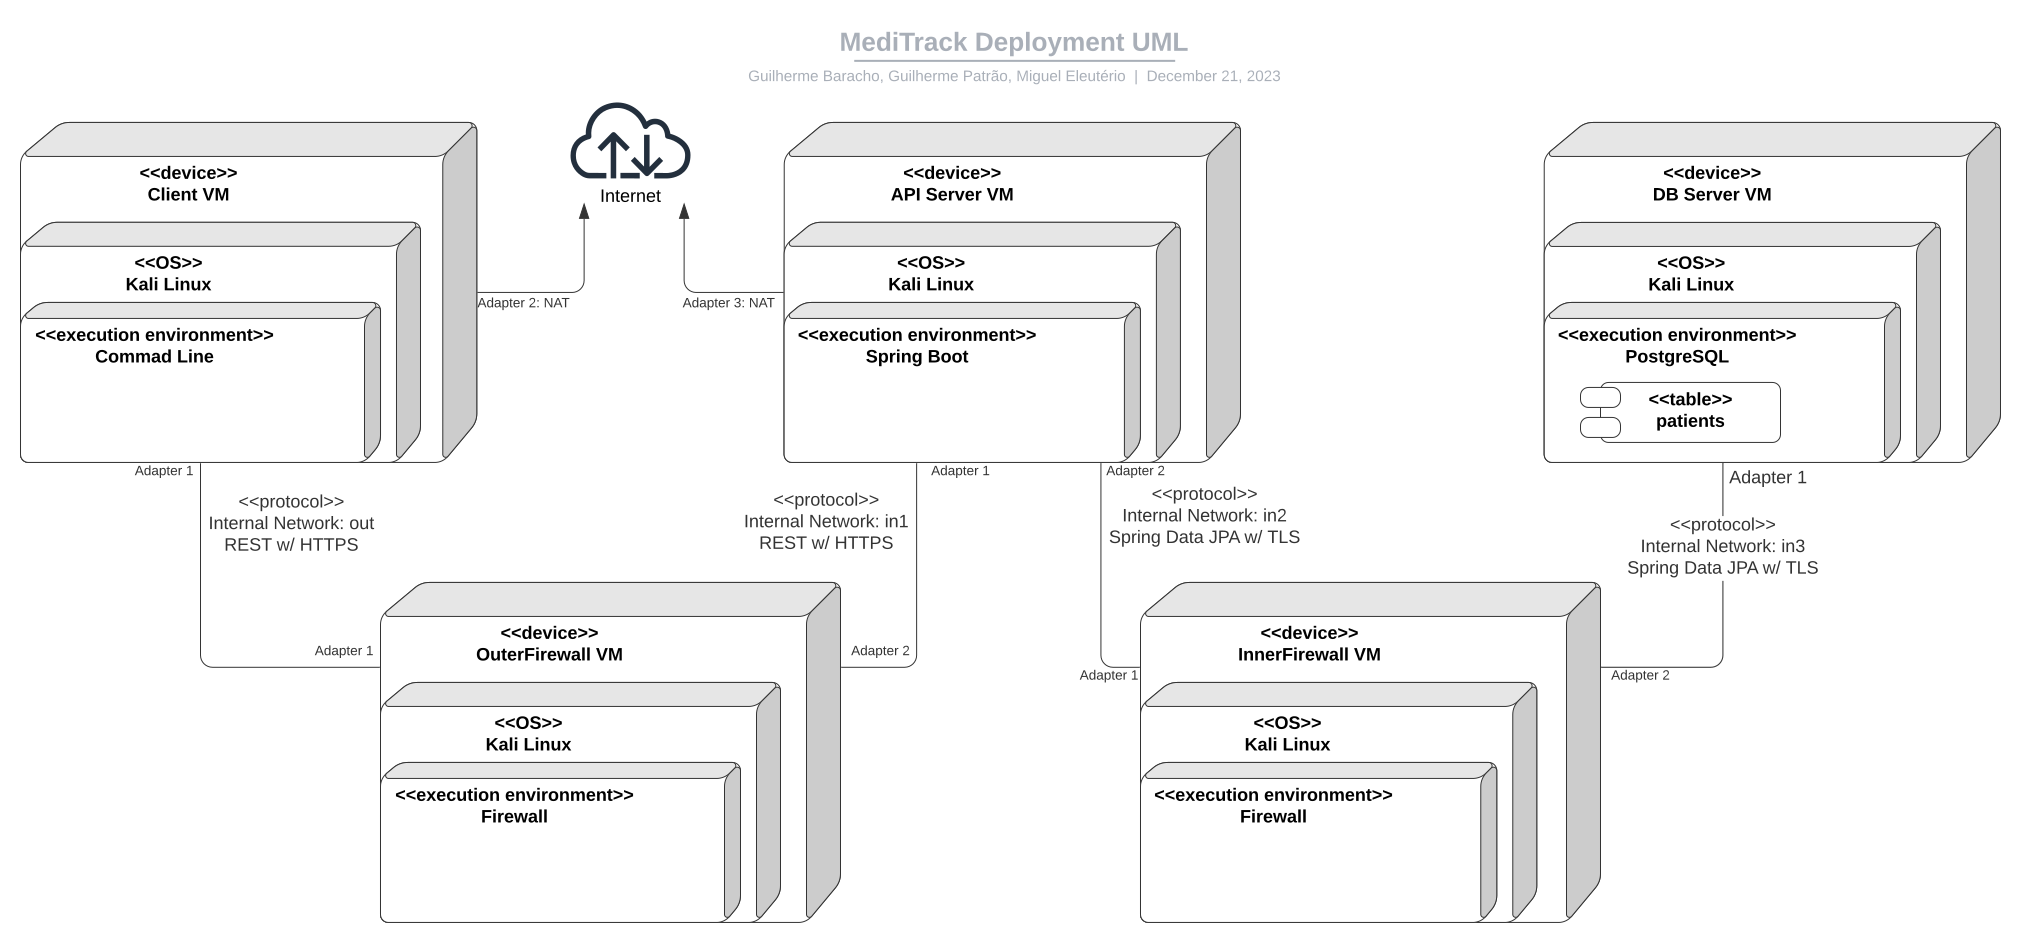 MediTrack Deployment UML
Guilherme Baracho, Guilherme Patrão, Miguel Eleutério | December 21, 2023
<<device>>
Client VM
<<OS>>
Kali Linux
<<execution environment>>
Commad Line
Internet
Adapter 2: NAT
Adapter 3: NAT
<<device>>
API Server VM
<<OS>>
Kali Linux
<<execution environment>>
Spring Boot
<<device>>
DB Server VM
<<OS>>
Kali Linux
<<execution environment>>
PostgreSQL
<<table>>
patients
Adapter 1
<<protocol>>
Internal Network: out
REST w/ HTTPS
Adapter 1
Adapter 1
<<protocol>>
Internal Network: in1
REST w/ HTTPS
Adapter 2
Adapter 2
<<protocol>>
Internal Network: in2
Spring Data JPA w/ TLS
Adapter 1
Adapter 1
<<protocol>>
Internal Network: in3
Spring Data JPA w/ TLS
Adapter 2
<<device>>
OuterFirewall VM
<<OS>>
Kali Linux
<<execution environment>>
Firewall
<<device>>
InnerFirewall VM
<<OS>>
Kali Linux
<<execution environment>>
Firewall